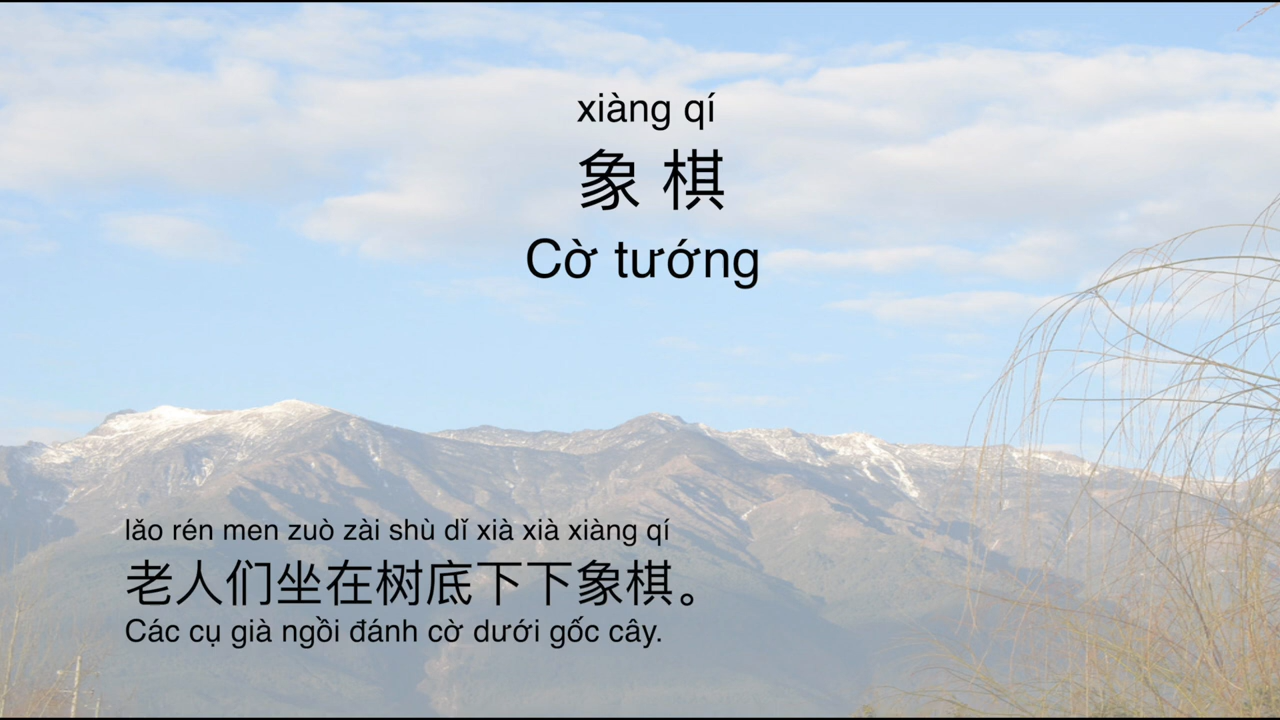 xiàng qí
象棋
Cờ tướng
lǎo rén men zuò zài shù dǐ xià xià xiàng qí
老人们坐在树底下下象棋。
Các cụ già ngồi đánh cờ dưới gốc cây.